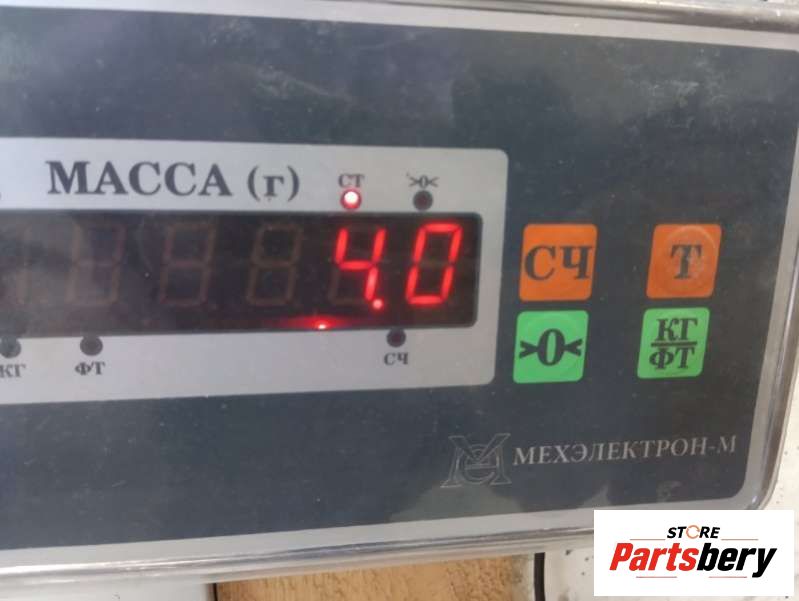 МАССА (г) СТ >0<
4.0
КГ ФТ СЧ
СЧ Т
>0< КГ/ФТ
МЕХЭЛЕКТРОН-М
STORE
Partsbery